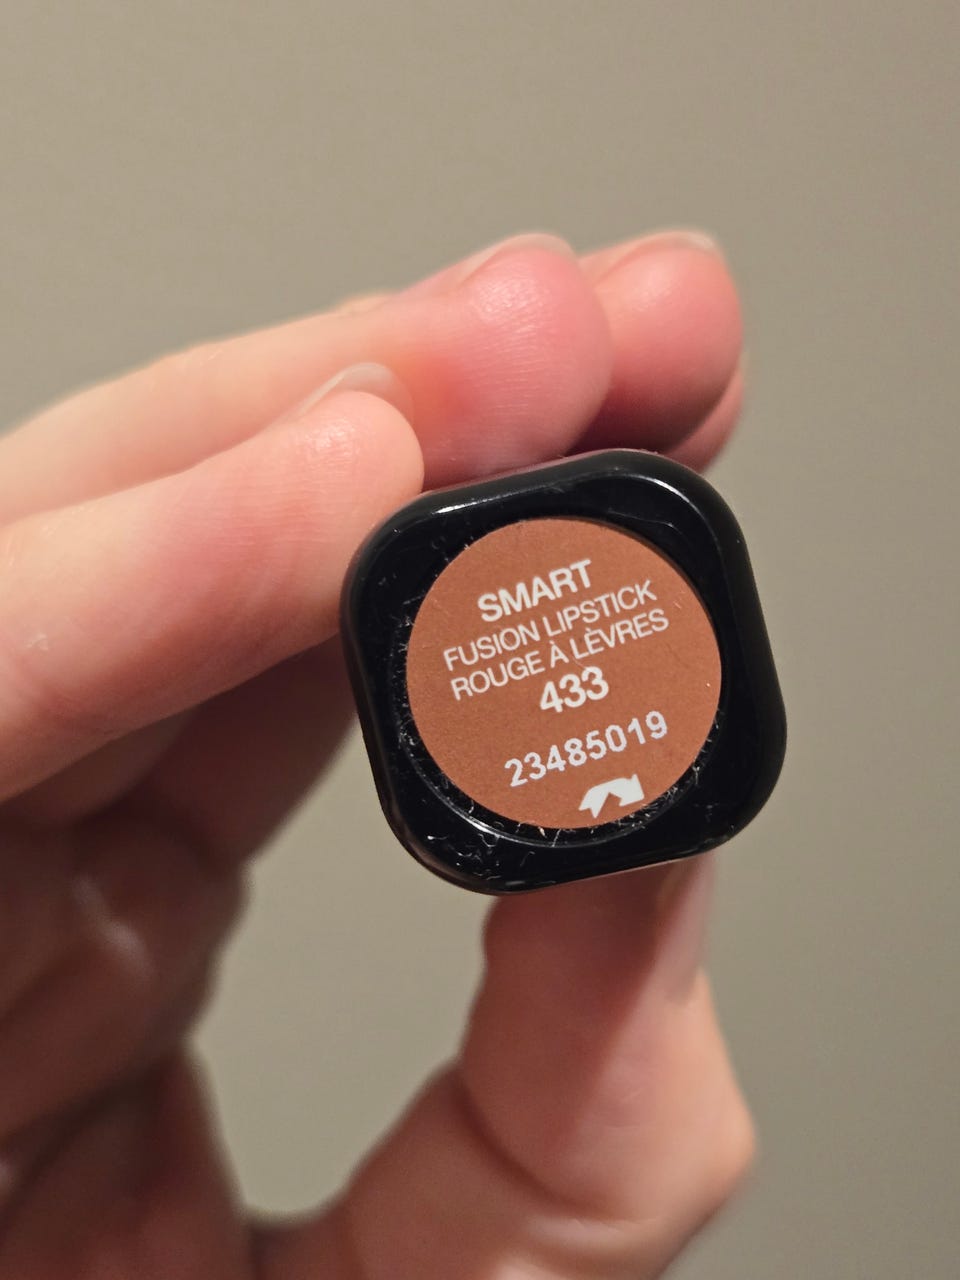 SMART
FUSION LIPSTICK
ROUGE À LÈVRES
433
23485019